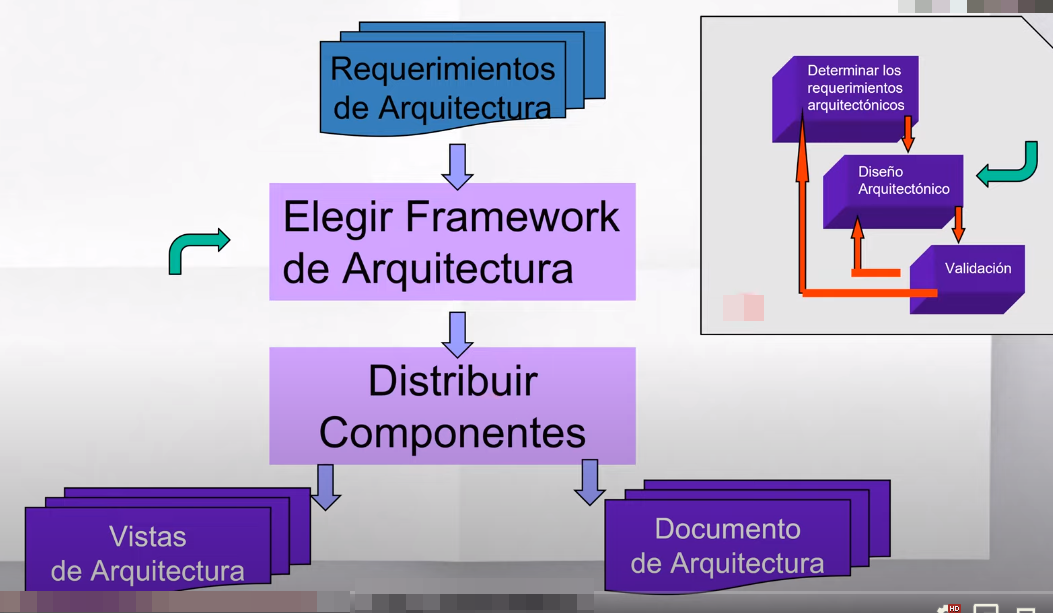 Requerimientos
de Arquitectura
Elegir Framework
de Arquitectura
Distribuir
Componentes
Vistas
de Arquitectura
Documento
de Arquitectura
Determinar los
requerimientos
arquitectónicos
Diseño
Arquitectónico
Validación
HD